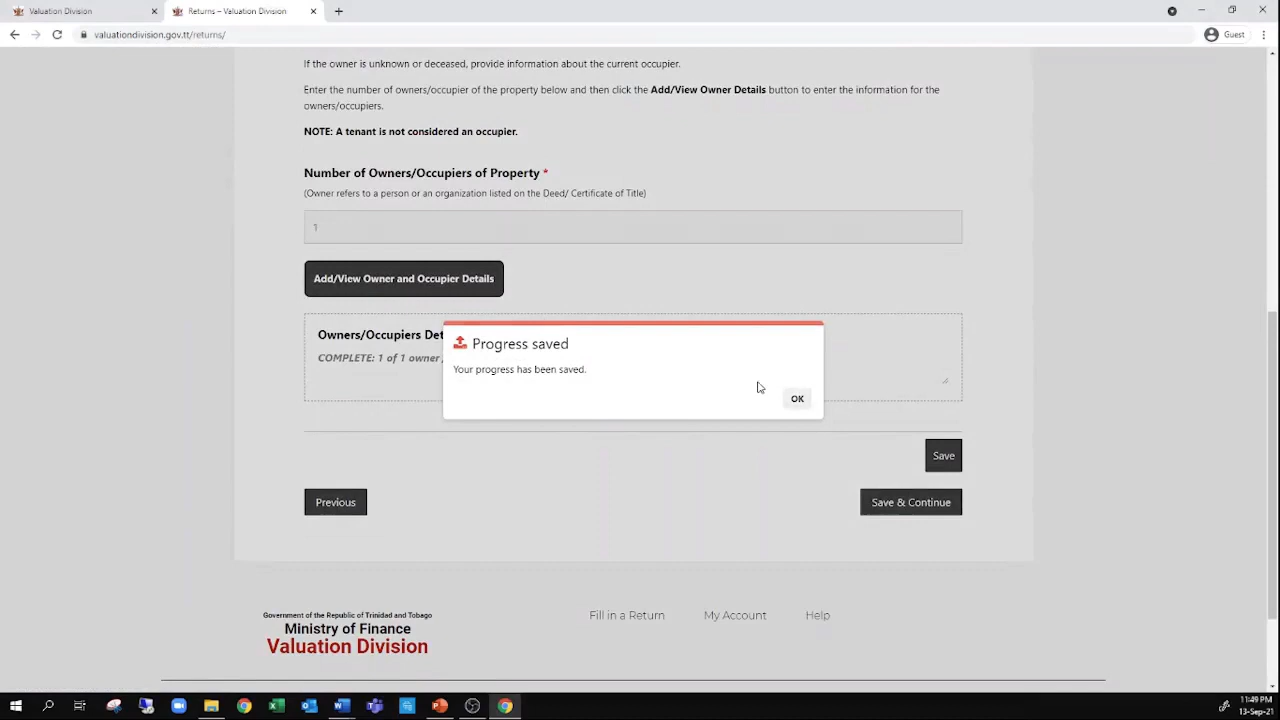 Valuation Division
Returns – Valuation Division
valuationdivision.gov.tt/returns/
Guest
If the owner is unknown or deceased, provide information about the current occupier.
Enter the number of owners/occupier of the property below and then click the Add/View Owner Details button to enter the information for the
owners/occupiers.
NOTE: A tenant is not considered an occupier.
Number of Owners/Occupiers of Property *
(Owner refers to a person or an organization listed on the Deed/ Certificate of Title)
1
Add/View Owner and Occupier Details
Owners/Occupiers Det
COMPLETE: 1 of 1 owner
Progress saved
Your progress has been saved.
OK
Save
Previous
Save & Continue
Government of the Republic of Trinidad and Tobago
Ministry of Finance
Valuation Division
Fill in a Return
My Account
Help
11:49 PM
13-Sep-21